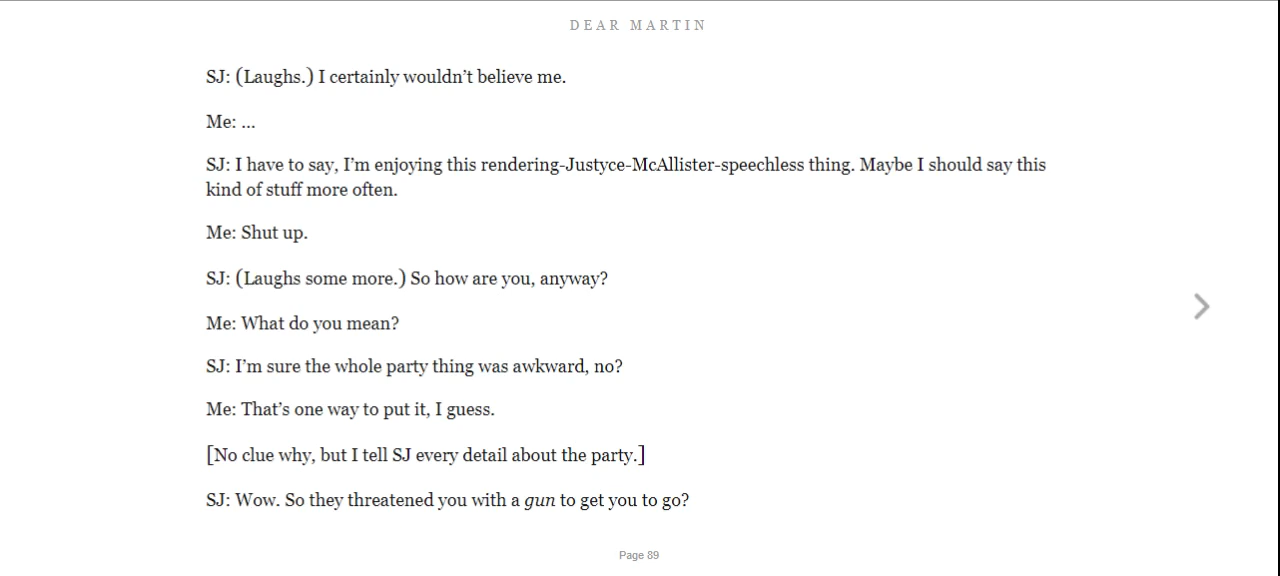 DEAR MARTIN
SJ: (Laughs.) I certainly wouldn’t believe me.
Me: ...
SJ: I have to say, I’m enjoying this rendering-Justyce-McAllister-speechless thing. Maybe I should say this
kind of stuff more often.
Me: Shut up.
SJ: (Laughs some more.) So how are you, anyway?
Me: What do you mean?
SJ: I’m sure the whole party thing was awkward, no?
Me: That’s one way to put it, I guess.
[No clue why, but I tell SJ every detail about the party.]
SJ: Wow. So they threatened you with a gun to get you to go?
Page 89